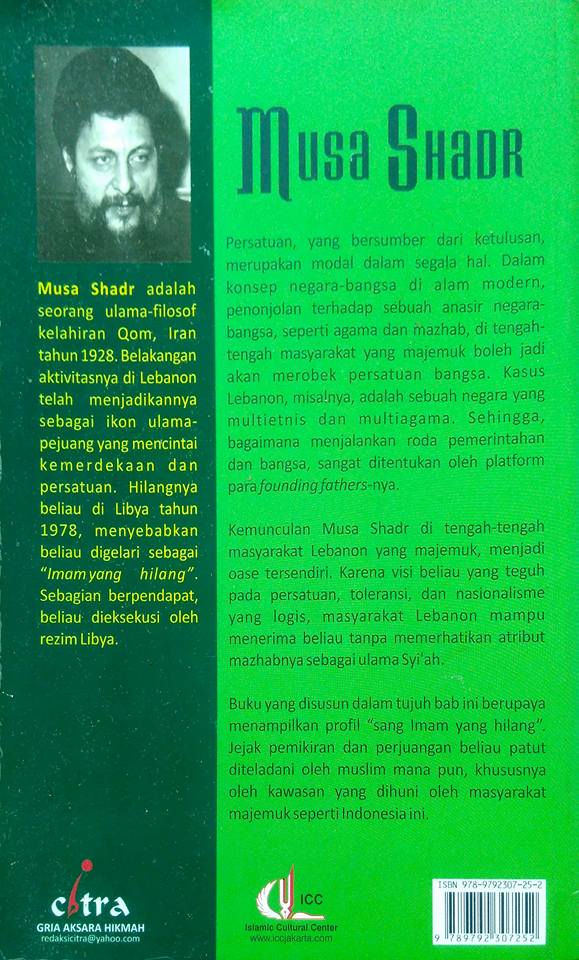 Musa Shadr
Musa Shadr adalah
seorang ulama-filosof
kelahiran Qom, Iran
tahun 1928. Belakangan
aktivitasnya di Lebanon
telah menjadikannya
sebagai ikon ulama-
pejuang yang mencintai
kemerdekaan dan
persatuan. Hilangnya
beliau di Libya tahun
1978, menyebabkan
beliau digelari sebagai
“Imam yang hilang”.
Sebagian berpendapat,
beliau dieksekusi oleh
rezim Libya.
Persatuan, yang bersumber dari ketulusan,
merupakan modal dalam segala hal. Dalam
konsep negara-bangsa di alam modern,
penonjolan terhadap sebuah anasir negara-
bangsa, seperti agama dan mazhab, di tengah-
tengah masyarakat yang majemuk boleh jadi
akan merobek persatuan bangsa. Kasus
Lebanon, misalnya, adalah sebuah negara yang
multietnis dan multiagama. Sehingga,
bagaimana menjalankan roda pemerintahan
dan bangsa, sangat ditentukan oleh platform
para founding fathers-nya.
Kemunculan Musa Shadr di tengah-tengah
masyarakat Lebanon yang majemuk, menjadi
oase tersendiri. Karena visi beliau yang teguh
pada persatuan, toleransi, dan nasionalisme
yang logis, masyarakat Lebanon mampu
menerima beliau tanpa memerhatikan atribut
mazhabnya sebagai ulama Syi'ah.
Buku yang disusun dalam tujuh bab ini berupaya
menampilkan profil “sang Imam yang hilang”.
Jejak pemikiran dan perjuangan beliau patut
diteladani oleh muslim mana pun, khususnya
oleh kawasan yang dihuni oleh masyarakat
majemuk seperti Indonesia ini.
citra
GRIA AKSARA HIKMAH
redaksicitra@yahoo.com
ICC
Islamic Cultural Center
www.iccjakarta.com
ISBN 978-9792307-25-2
9 789792 307252